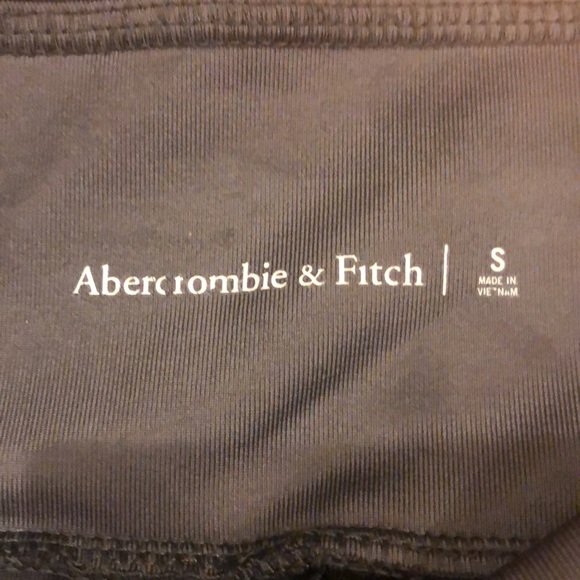 Abercrombie & Fitch
S
MADE IN
VIETNAM